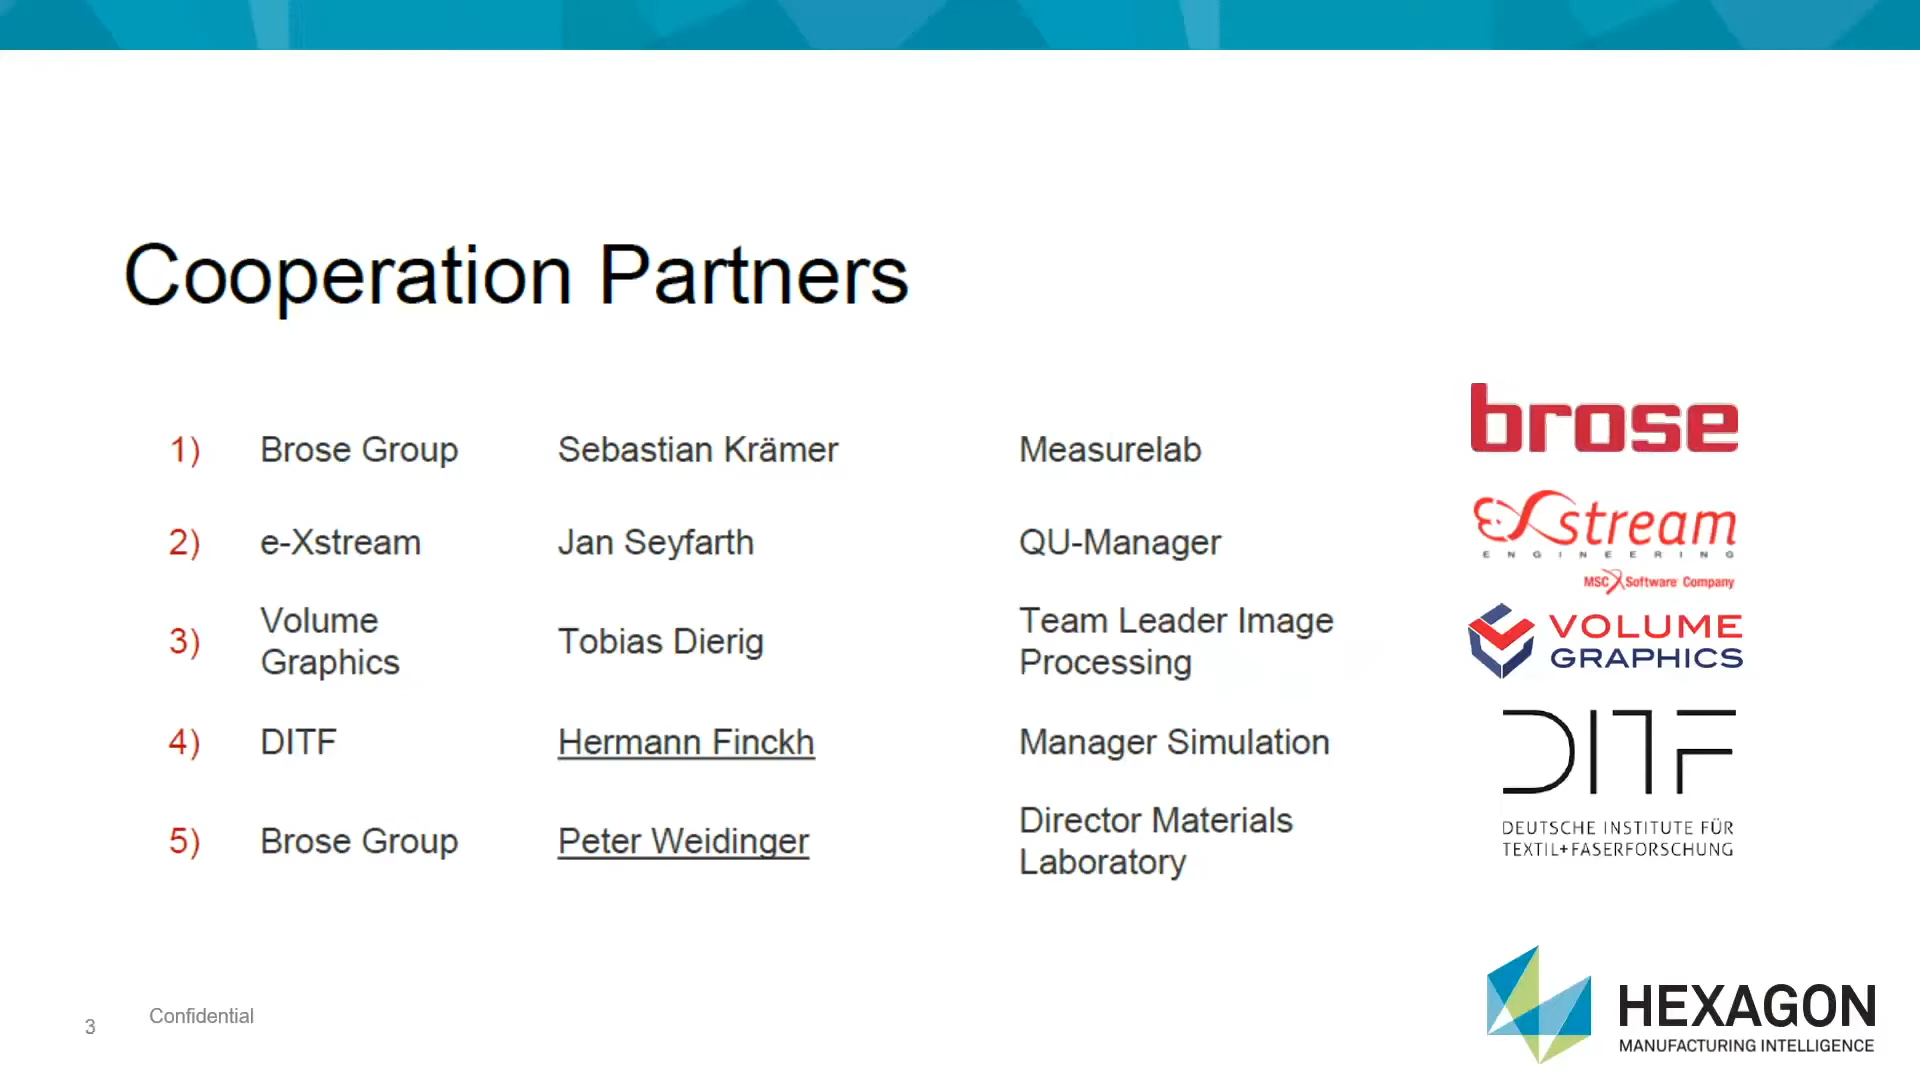 Cooperation Partners
1) Brose Group Sebastian Krämer Measurelab
2) e-Xstream Jan Seyfarth QU-Manager
3) Volume Graphics Tobias Dierig Team Leader Image Processing
4) DITF Hermann Finckh Manager Simulation
5) Brose Group Peter Weidinger Director Materials Laboratory
brose
eXstream
ENGINEERING
MSC Software Company
VOLUME
GRAPHICS
DITF
DEUTSCHE INSTITUTE FÜR
TEXTIL+FASERFORSCHUNG
3 Confidential
HEXAGON
MANUFACTURING INTELLIGENCE